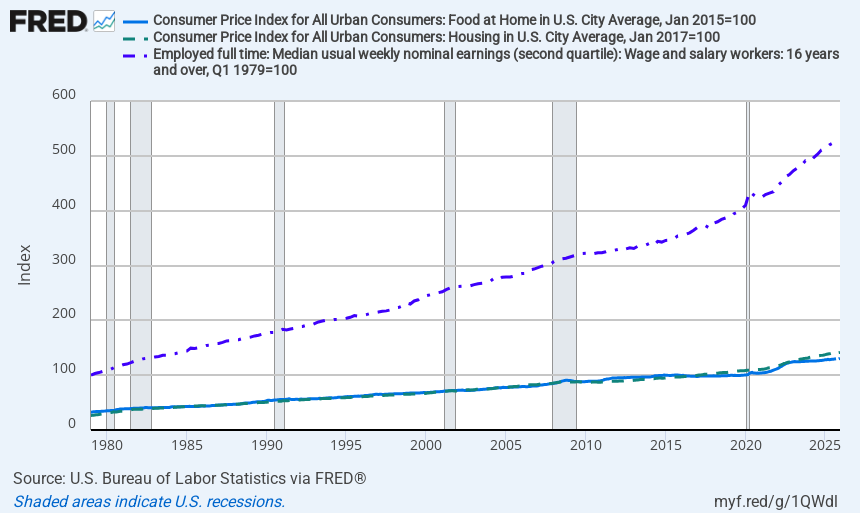 FRED
Consumer Price Index for All Urban Consumers: Food at Home in U.S. City Average, Jan 2015=100
Consumer Price Index for All Urban Consumers: Housing in U.S. City Average, Jan 2017=100
Employed full time: Median usual weekly nominal earnings (second quartile): Wage and salary workers: 16 years
and over, Q1 1979=100
600
500
400
300
200
100
0
Index
1980 1985 1990 1995 2000 2005 2010 2015 2020 2025
Source: U.S. Bureau of Labor Statistics via FRED®
Shaded areas indicate U.S. recessions.
myf.red/g/1QWdl